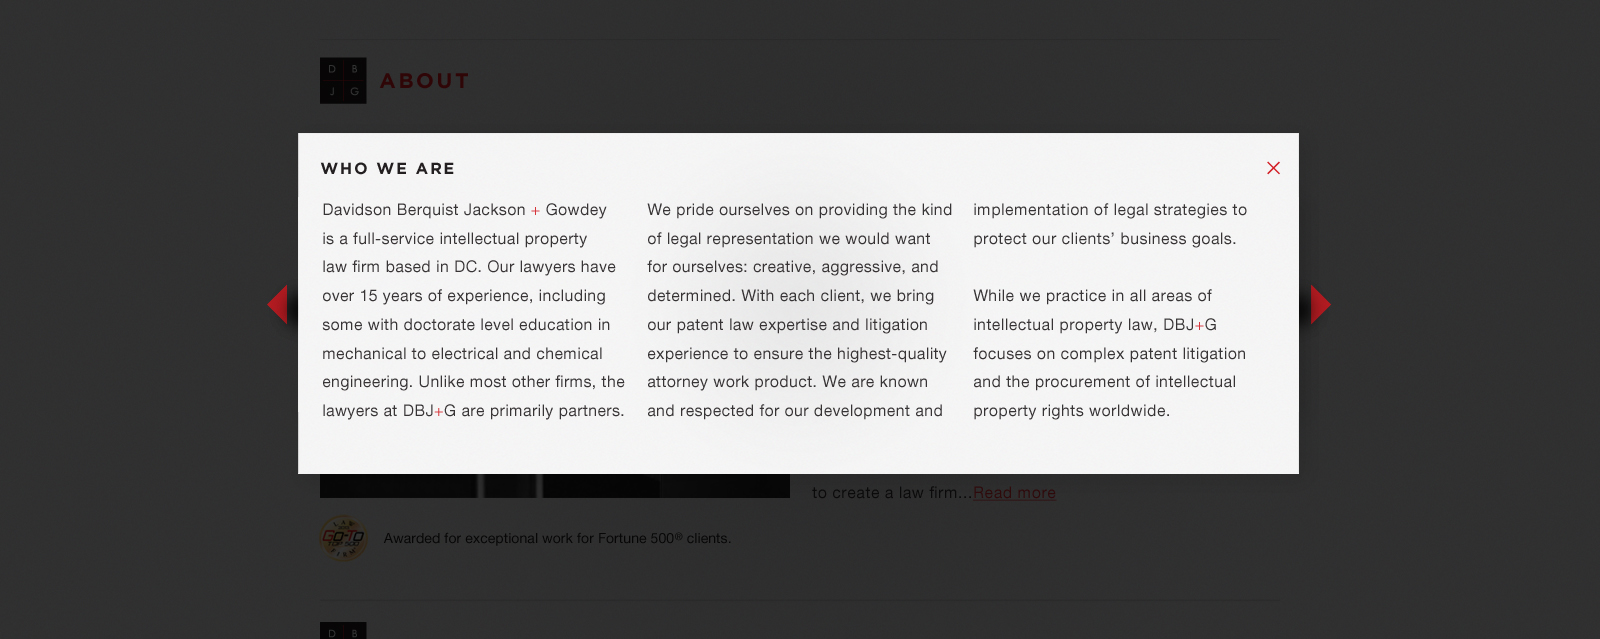 D B
J G
ABOUT
WHO WE ARE
Davidson Berquist Jackson + Gowdey
is a full-service intellectual property
law firm based in DC. Our lawyers have
over 15 years of experience, including
some with doctorate level education in
mechanical to electrical and chemical
engineering. Unlike most other firms, the
lawyers at DBJ+G are primarily partners.
We pride ourselves on providing the kind
of legal representation we would want
for ourselves: creative, aggressive, and
determined. With each client, we bring
our patent law expertise and litigation
experience to ensure the highest-quality
attorney work product. We are known
and respected for our development and
implementation of legal strategies to
protect our clients’ business goals.
While we practice in all areas of
intellectual property law, DBJ+G
focuses on complex patent litigation
and the procurement of intellectual
property rights worldwide.
to create a law firm...Read more
LAW
Go-To
TOP 500
FIRM
Awarded for exceptional work for Fortune 500® clients.
D B